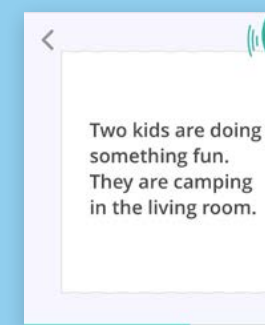 Two kids are doing
something fun.
They are camping
in the living room.